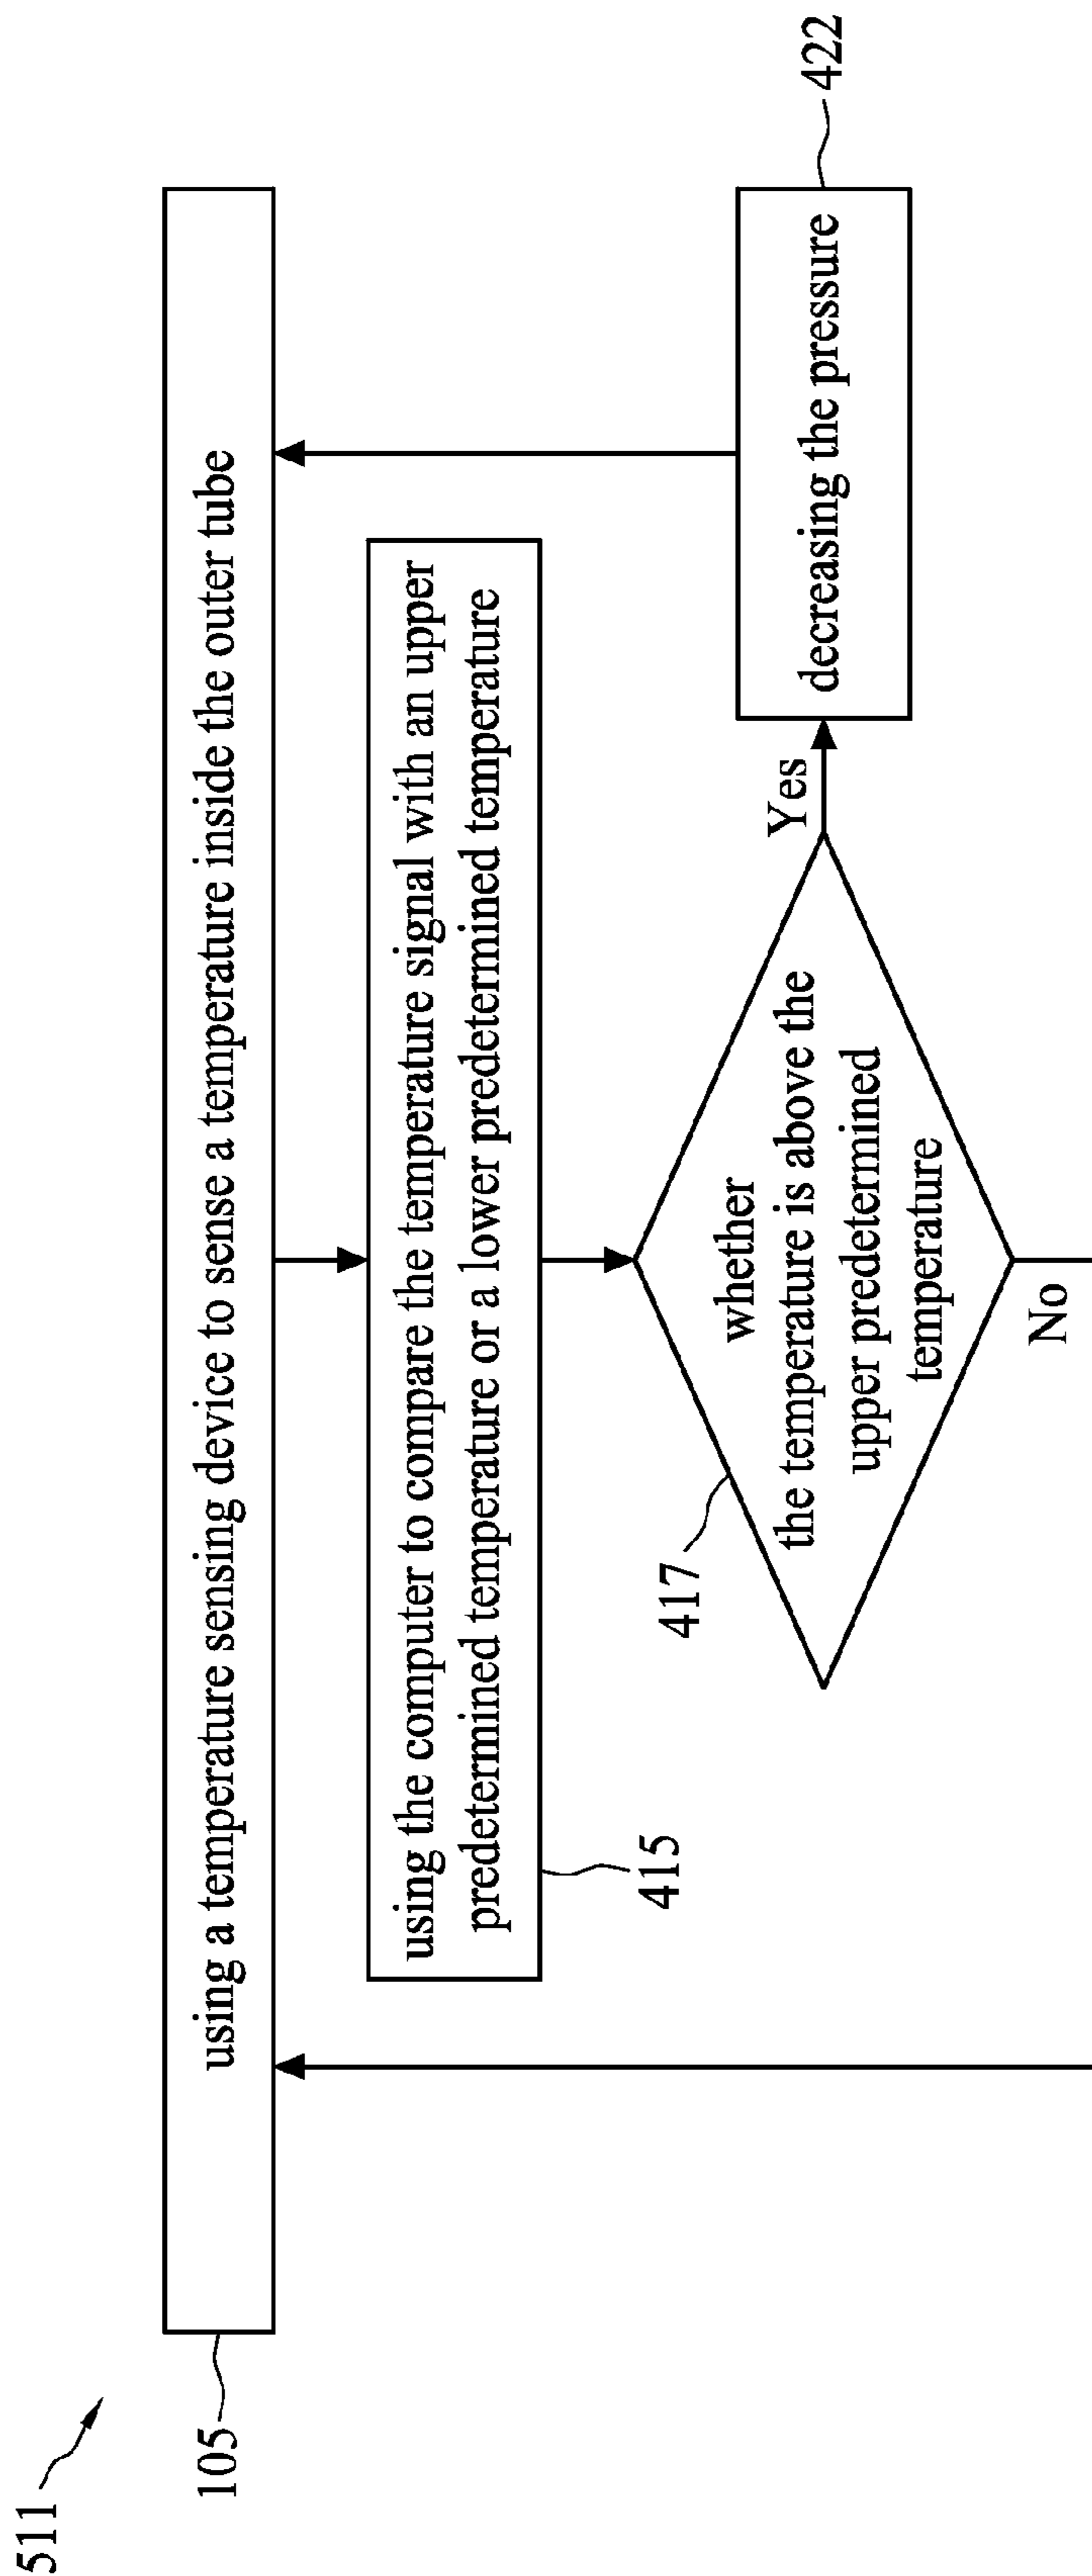 511
105
using a temperature sensing device to sense a temperature inside the outer tube
using the computer to compare the temperature signal with an upper
predetermined temperature or a lower predetermined temperature
415
417
whether
the temperature is above the
upper predetermined
temperature
Yes
decreasing the pressure
422
No